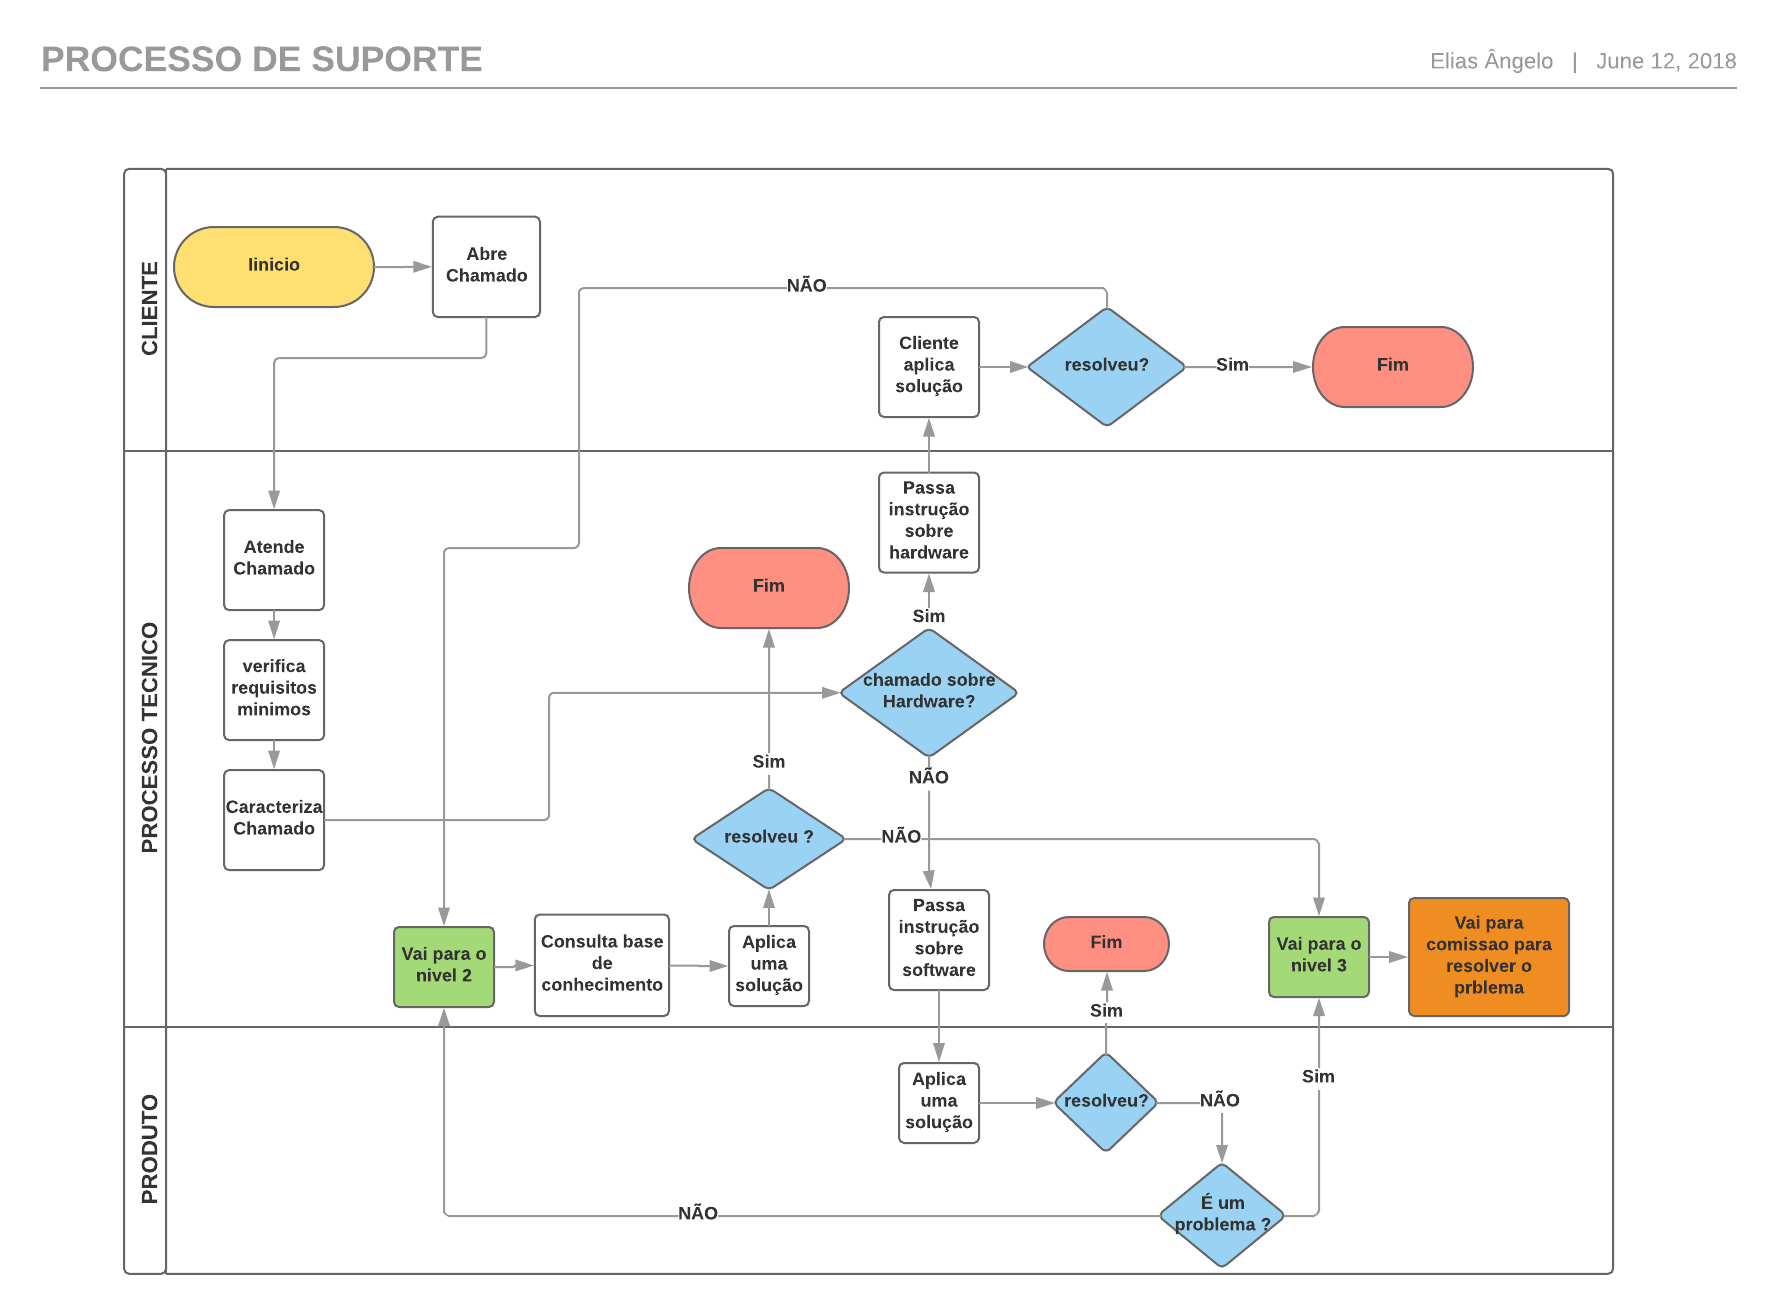 PROCESSO DE SUPORTE
Elias Ângelo | June 12, 2018
CLIENTE
Iinicio
Abre
Chamado
NÃO
Cliente
aplica
solução
resolveu?
Sim
Fim
PROCESSO TECNICO
Atende
Chamado
verifica
requisitos
minimos
Caracteriza
Chamado
Passa
instrução
sobre
hardware
Fim
Sim
chamado sobre
Hardware?
Sim
NÃO
resolveu ?
NÃO
Vai para o
nivel 2
Consulta base
de
conhecimento
Aplica
uma
solução
Passa
instrução
sobre
software
Fim
Sim
Vai para o
nivel 3
Vai para
comissao para
resolver o
prblema
PRODUTO
Aplica
uma
solução
resolveu?
NÃO
Sim
É um
problema ?
NÃO